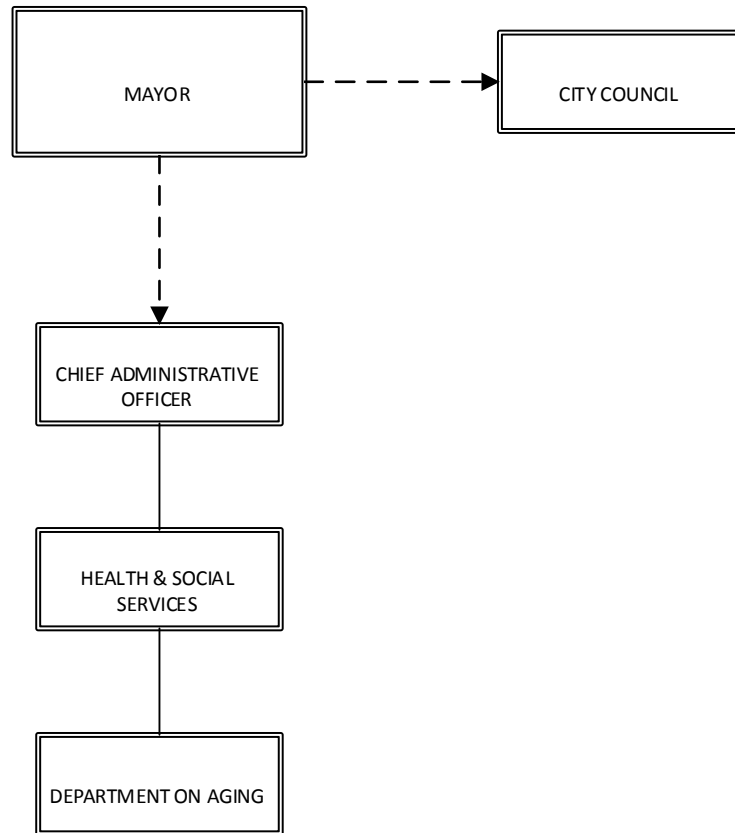 MAYOR
CITY COUNCIL
CHIEF ADMINISTRATIVE
OFFICER
HEALTH & SOCIAL
SERVICES
DEPARTMENT ON AGING